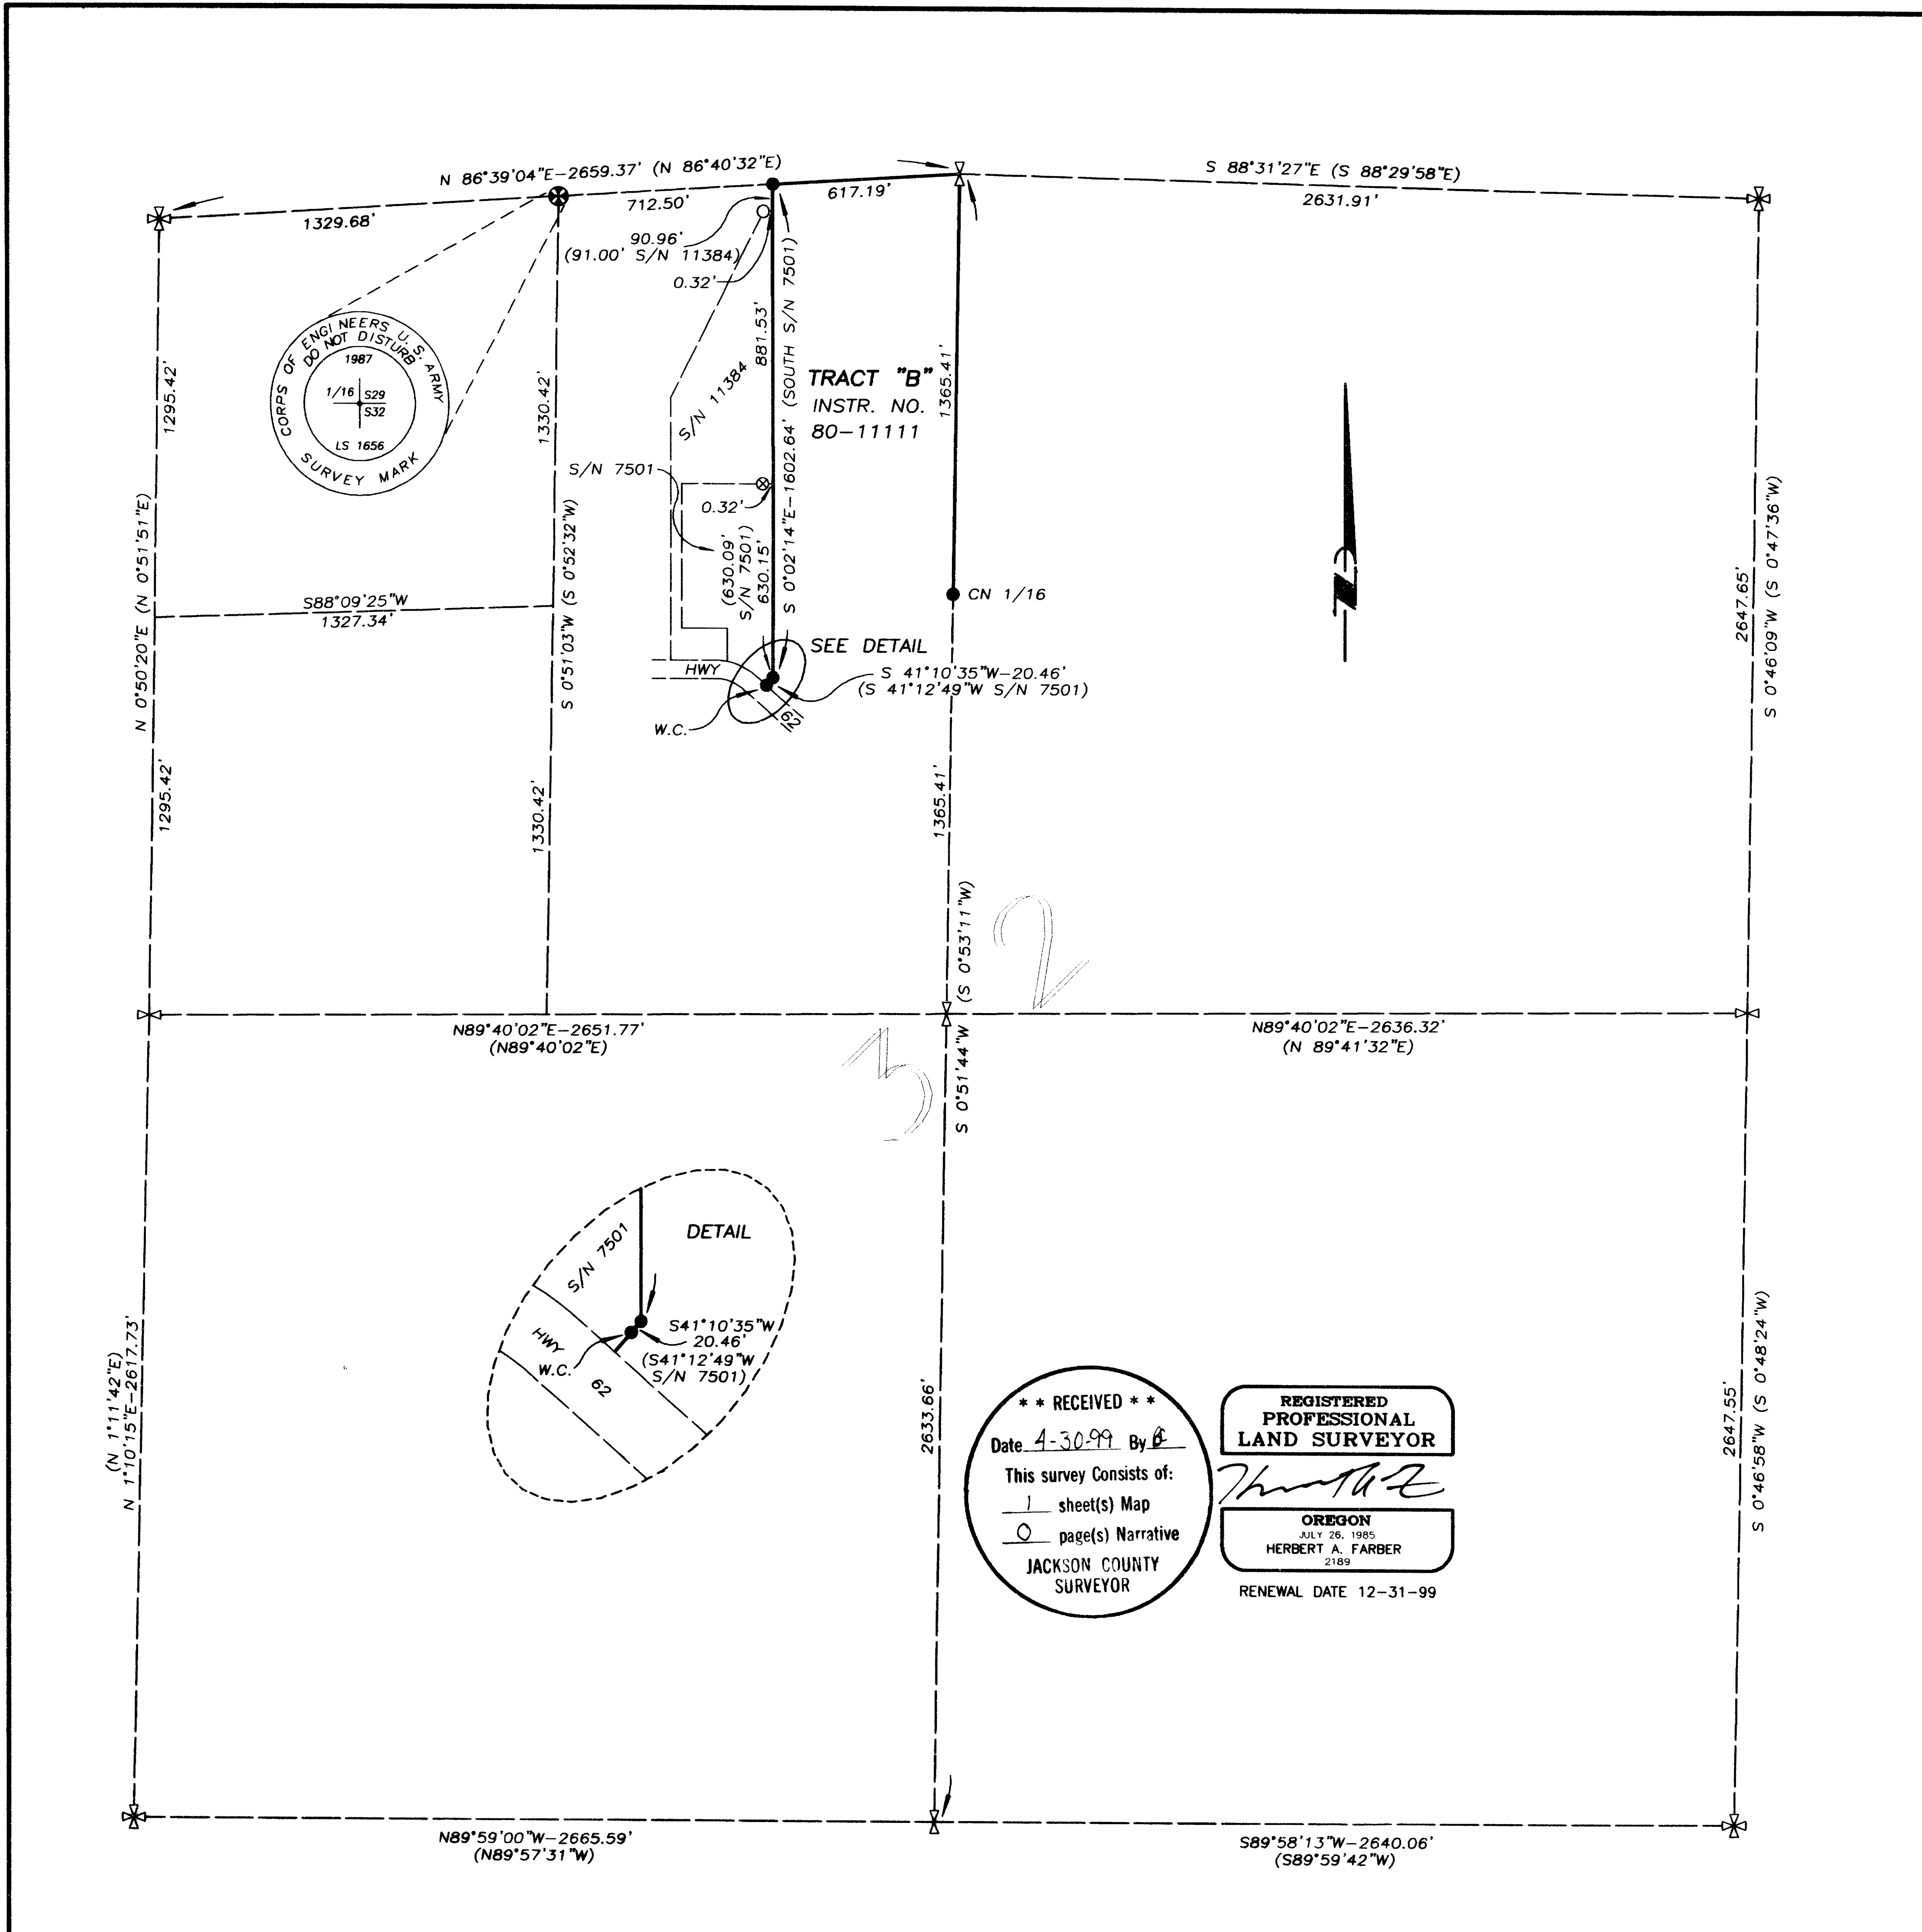 N 86°39'04"E-2659.37' (N 86°40'32"E)
1329.68'
712.50'
617.19'
S 88°31'27"E (S 88°29'58"E)
2631.91'
90.96'
(91.00' S/N 11384)
0.32'
CORPS OF ENGINEERS U. S. ARMY
DO NOT DISTURB
1987
1/16 S29
S32
LS 1656
SURVEY MARK
1295.42'
N 0°50'20"E (N 0°51'51"E)
1295.42'
1330.42'
S 0°51'03"W (S 0°52'32"W)
1330.42'
S88°09'25"W
1327.34'
S/N 11384
S/N 7501
881.53'
S 0°02'14"E-1602.64' (SOUTH S/N 7501)
0.32'
(630.09'
S/N 7501)
630.15'
TRACT "B"
INSTR. NO.
80-11111
1365.41'
CN 1/16
SEE DETAIL
HWY
62
S 41°10'35"W-20.46'
(S 41°12'49"W S/N 7501)
W.C.
1365.41'
2647.65'
S 0°46'09"W (S 0°47'36"W)
N
(S 0°53'11"W)
S 0°51'44"W
32
N89°40'02"E-2651.77'
(N89°40'02"E)
N89°40'02"E-2636.32'
(N 89°41'32"E)
DETAIL
S/N 7501
HWY
62
W.C.
S41°10'35"W
20.46'
(S41°12'49"W
S/N 7501)
(N 1°11'42"E)
N 1°10'15"E-2617.73'
2633.66'
2647.55'
S 0°46'58"W (S 0°48'24"W)
* * RECEIVED * *
Date 4-30-99 By
This survey Consists of:
1 sheet(s) Map
0 page(s) Narrative
JACKSON COUNTY
SURVEYOR
REGISTERED
PROFESSIONAL
LAND SURVEYOR
OREGON
JULY 26, 1985
HERBERT A. FARBER
2189
RENEWAL DATE 12-31-99
N89°59'00"W-2665.59'
(N89°57'31"W)
S89°58'13"W-2640.06'
(S89°59'42"W)